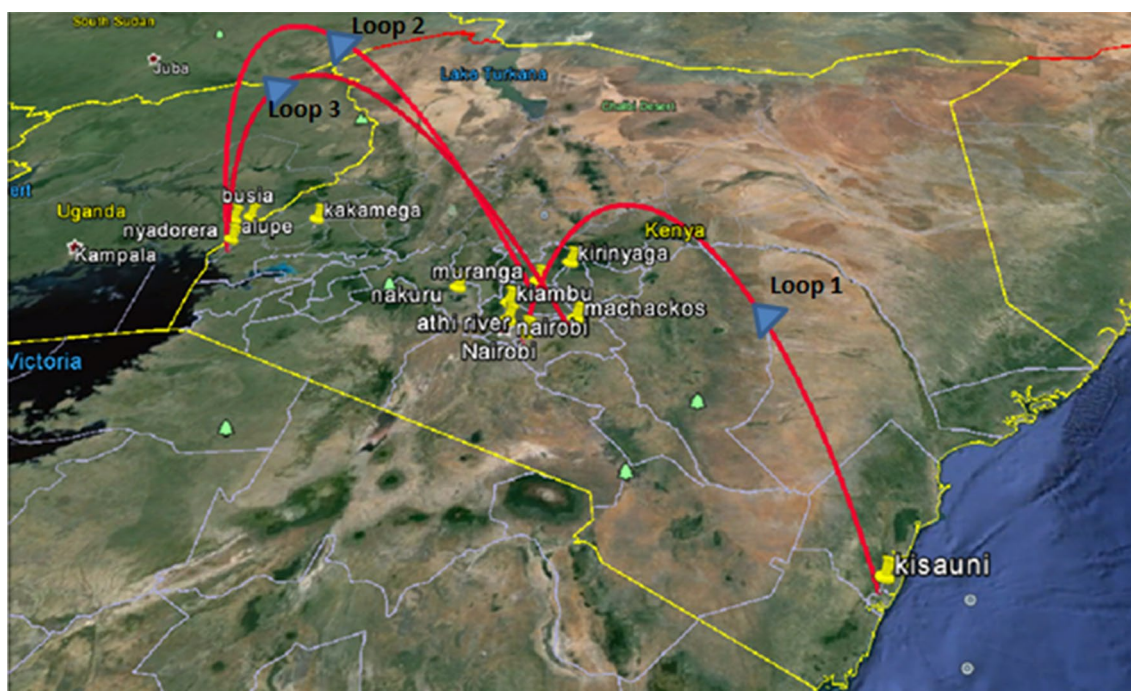 South Sudan
Juba
Loop 2
Lake Turkana
Chalbi Desert
Loop 3
ert
Uganda
busia
kakamega
nyadorera
alupe
Kampala
Kenya
kirinyaga
muranga
nakuru
kiambu
Loop 1
machackos
athi river
nairobi
Nairobi
Victoria
kisauni